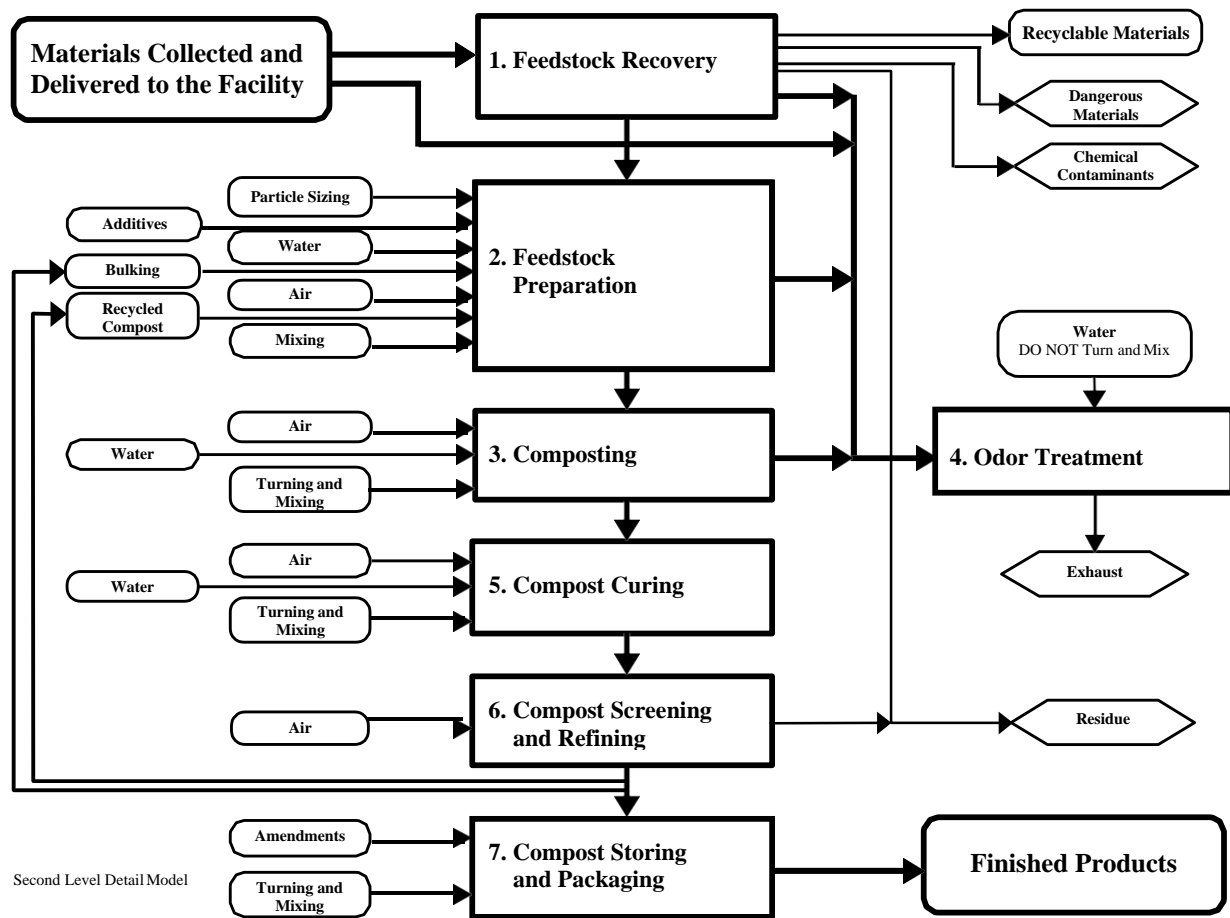 Materials Collected and
Delivered to the Facility
1. Feedstock Recovery
Recyclable Materials
Dangerous
Materials
Chemical
Contaminants
Particle Sizing
Additives
Water
Bulking
Air
Recycled
Compost
Mixing
2. Feedstock
Preparation
Water
DO NOT Turn and Mix
Air
Water
Turning and
Mixing
3. Composting
4. Odor Treatment
Exhaust
Air
Water
Turning and
Mixing
5. Compost Curing
Air
6. Compost Screening
and Refining
Residue
Amendments
Turning and
Mixing
7. Compost Storing
and Packaging
Finished Products
Second Level Detail Model